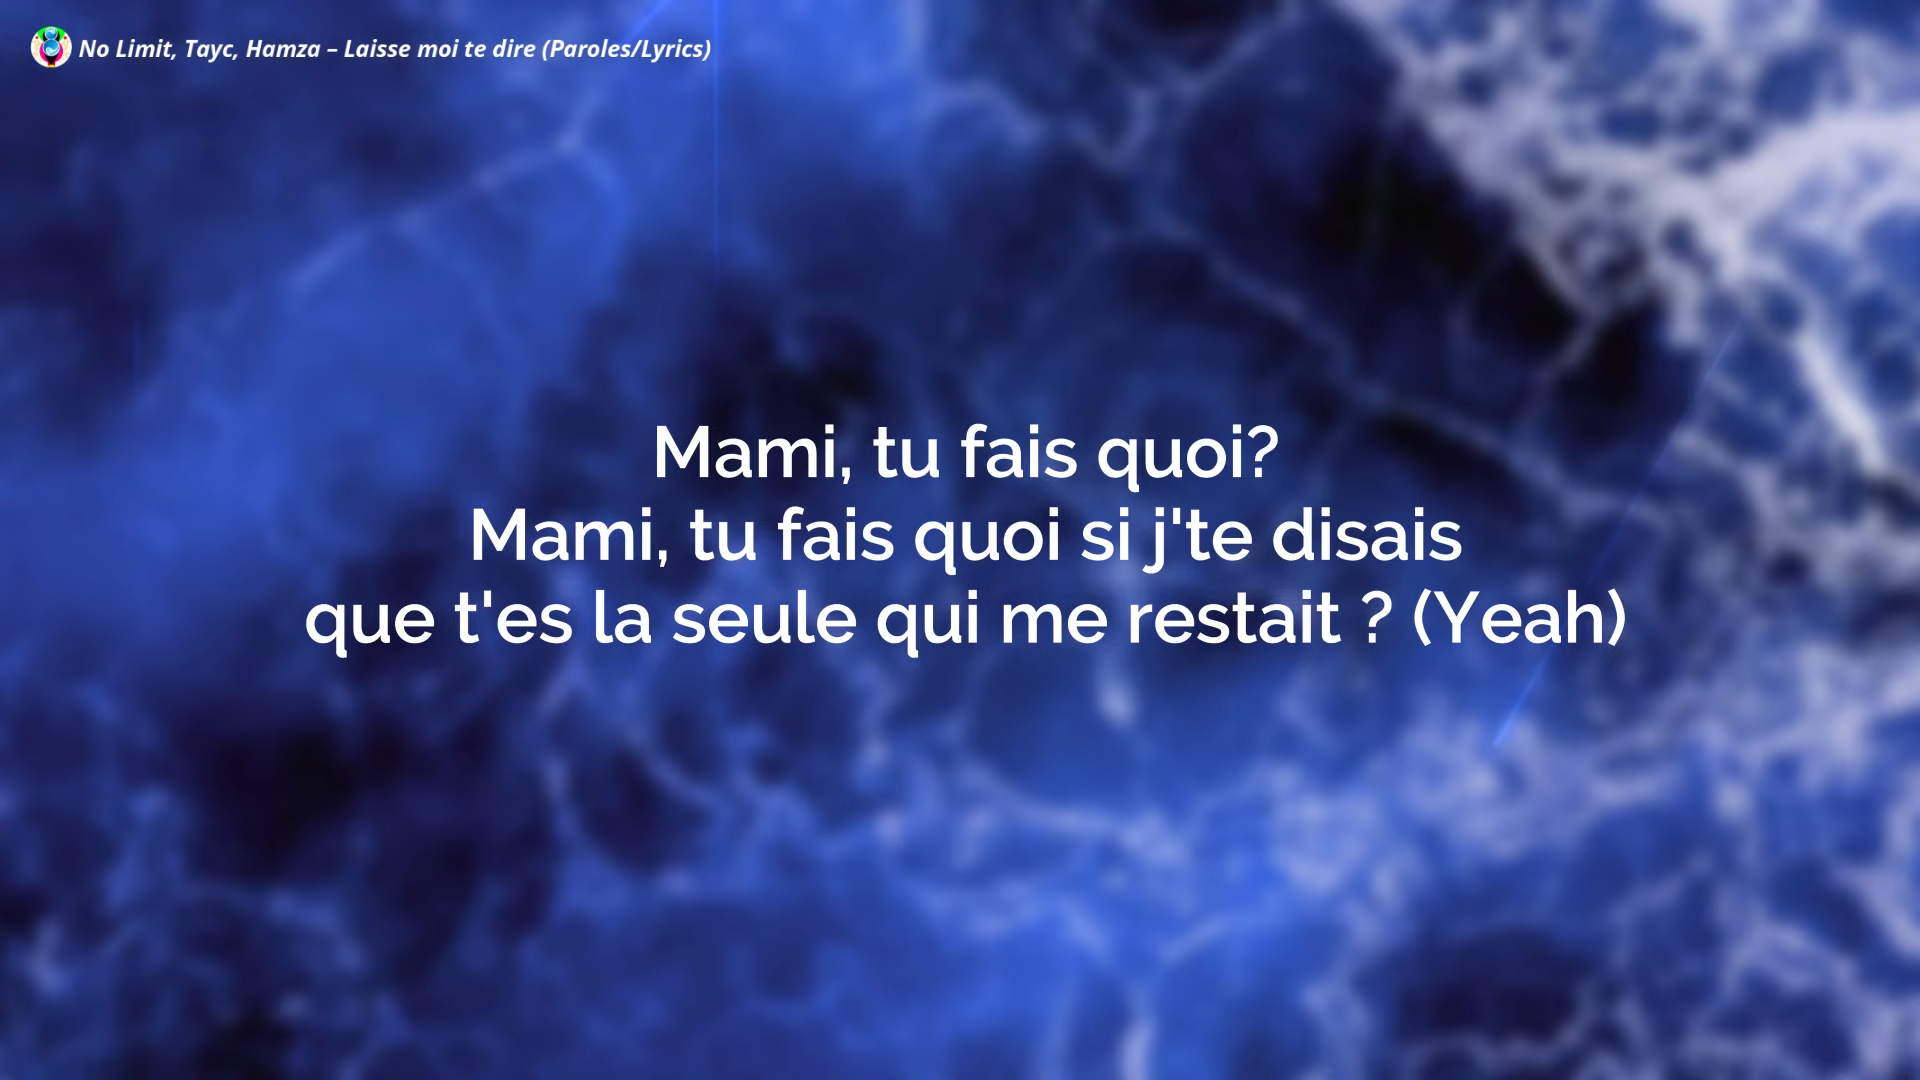 No Limit, Tayc, Hamza – Laisse moi te dire (Paroles/Lyrics)
Mami, tu fais quoi?
Mami, tu fais quoi si j'te disais
que t'es la seule qui me restait ? (Yeah)